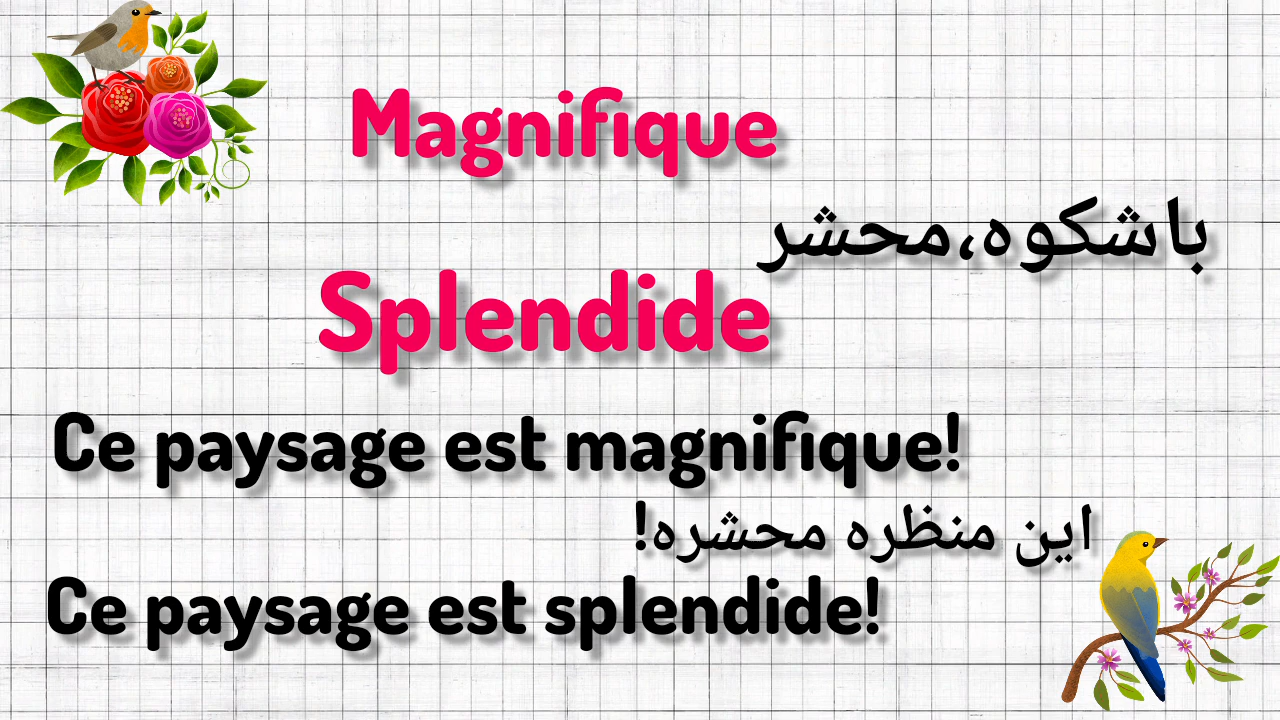 Magnifique
باشکوه،محشر
Splendide
Ce paysage est magnifique!
این منظره محشره!
Ce paysage est splendide!